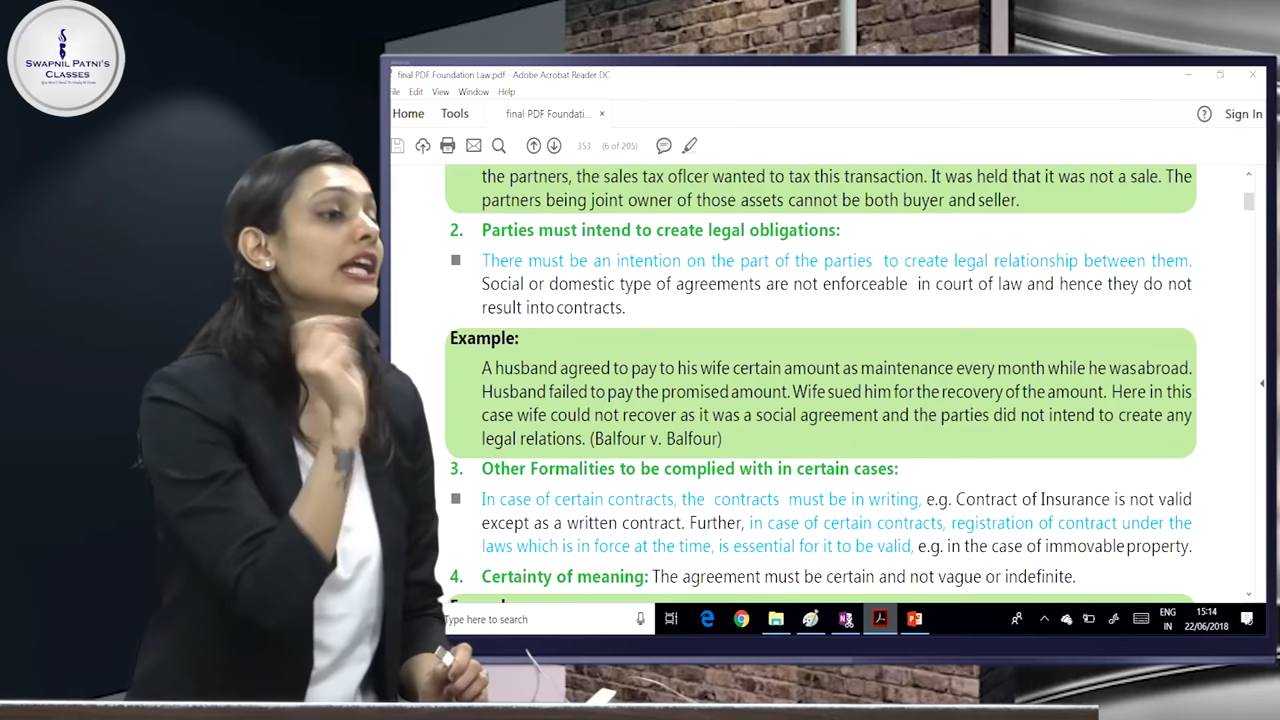 SWAPNIL PATNI'S
CLASSES
final PDF Foundation Law.pdf - Adobe Acrobat Reader DC
ile Edit View Window Help
Home Tools final PDF Foundati... × ? Sign In
353 (6 of 205)
the partners, the sales tax oflcer wanted to tax this transaction. It was held that it was not a sale. The
partners being joint owner of those assets cannot be both buyer and seller.
2. Parties must intend to create legal obligations:
■ There must be an intention on the part of the parties to create legal relationship between them.
Social or domestic type of agreements are not enforceable in court of law and hence they do not
result into contracts.
Example:
A husband agreed to pay to his wife certain amount as maintenance every month while he was abroad.
Husband failed to pay the promised amount. Wife sued him for the recovery of the amount. Here in this
case wife could not recover as it was a social agreement and the parties did not intend to create any
legal relations. (Balfour v. Balfour)
3. Other Formalities to be complied with in certain cases:
■ In case of certain contracts, the contracts must be in writing, e.g. Contract of Insurance is not valid
except as a written contract. Further, in case of certain contracts, registration of contract under the
laws which is in force at the time, is essential for it to be valid, e.g. in the case of immovable property.
4. Certainty of meaning: The agreement must be certain and not vague or indefinite.
Type here to search
ENG
IN
15:14
22/06/2018